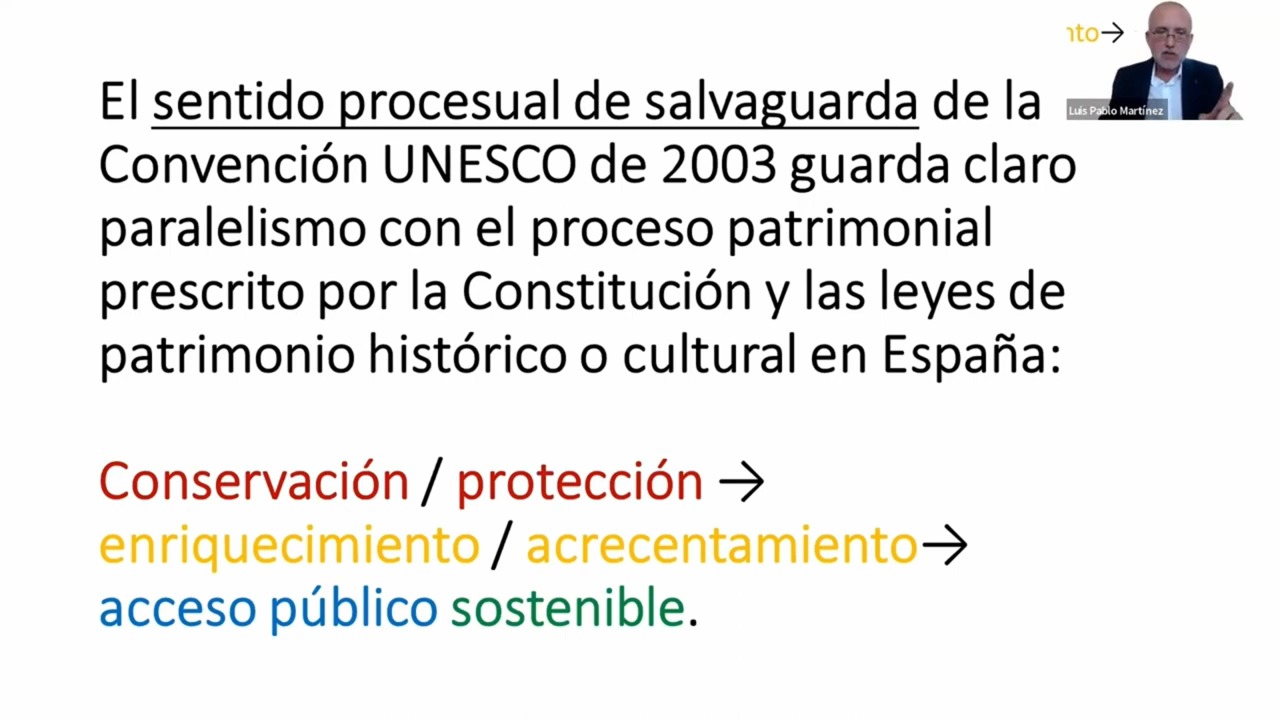 nto→
Luis Pablo Martínez
El sentido procesual de salvaguarda de la
Convención UNESCO de 2003 guarda claro
paralelismo con el proceso patrimonial
prescrito por la Constitución y las leyes de
patrimonio histórico o cultural en España:
Conservación / protección →
enriquecimiento / acrecentamiento→
acceso público sostenible.